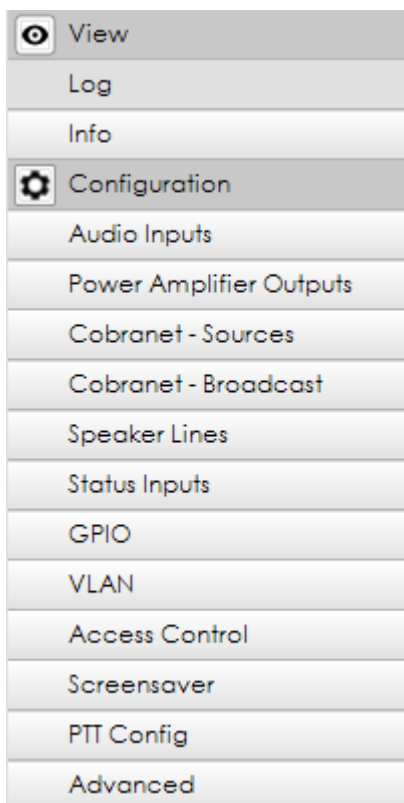 View
Log
Info
Configuration
Audio Inputs
Power Amplifier Outputs
Cobranet - Sources
Cobranet - Broadcast
Speaker Lines
Status Inputs
GPIO
VLAN
Access Control
Screensaver
PTT Config
Advanced